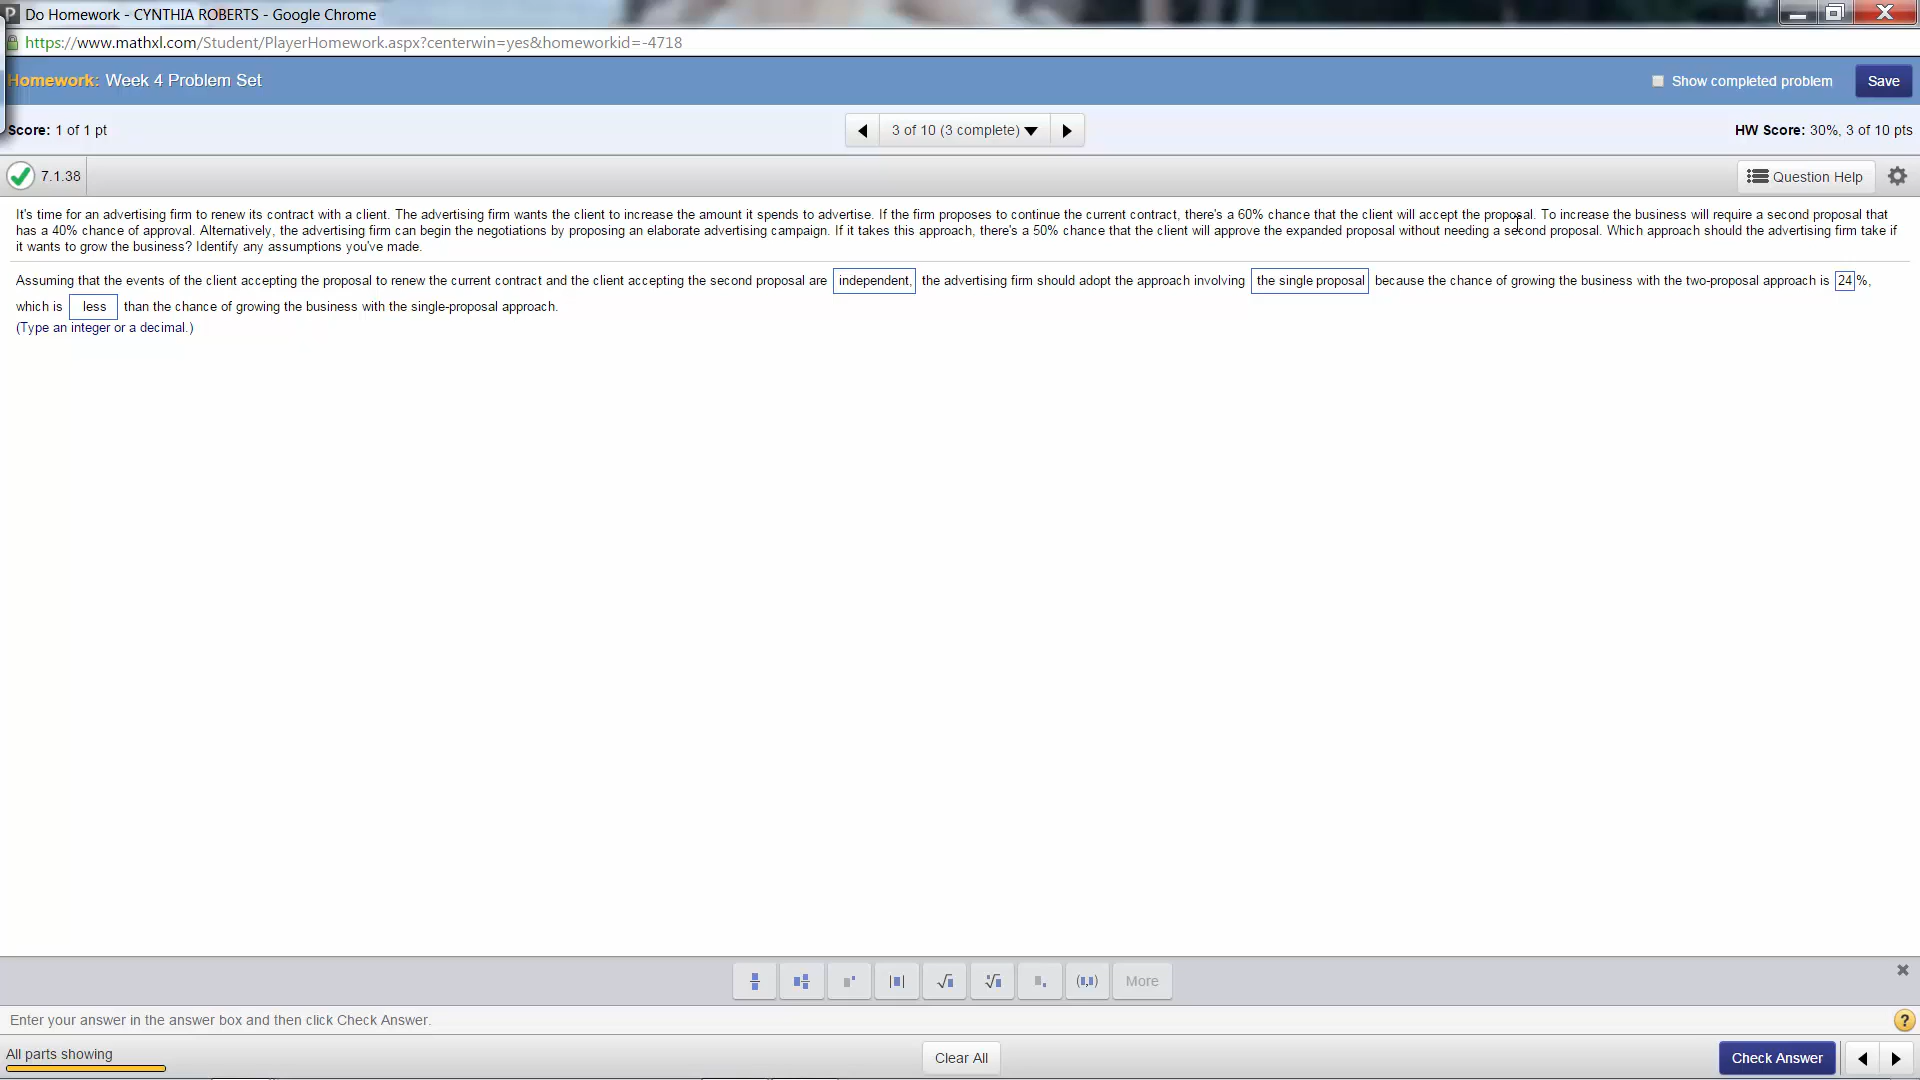 Do Homework - CYNTHIA ROBERTS - Google Chrome
https://www.mathxl.com/Student/PlayerHomework.aspx?centerwin=yes&homeworkid=-4718
Homework: Week 4 Problem Set
Show completed problem
Save
Score: 1 of 1 pt
3 of 10 (3 complete)
HW Score: 30%, 3 of 10 pts
7.1.38
Question Help
It's time for an advertising firm to renew its contract with a client. The advertising firm wants the client to increase the amount it spends to advertise. If the firm proposes to continue the current contract, there's a 60% chance that the client will accept the proposal. To increase the business will require a second proposal that
has a 40% chance of approval. Alternatively, the advertising firm can begin the negotiations by proposing an elaborate advertising campaign. If it takes this approach, there's a 50% chance that the client will approve the expanded proposal without needing a second proposal. Which approach should the advertising firm take if
it wants to grow the business? Identify any assumptions you've made.
Assuming that the events of the client accepting the proposal to renew the current contract and the client accepting the second proposal are independent, the advertising firm should adopt the approach involving the single proposal because the chance of growing the business with the two-proposal approach is 24 %,
which is less than the chance of growing the business with the single-proposal approach.
(Type an integer or a decimal.)
More
Enter your answer in the answer box and then click Check Answer.
?
All parts showing
Clear All
Check Answer